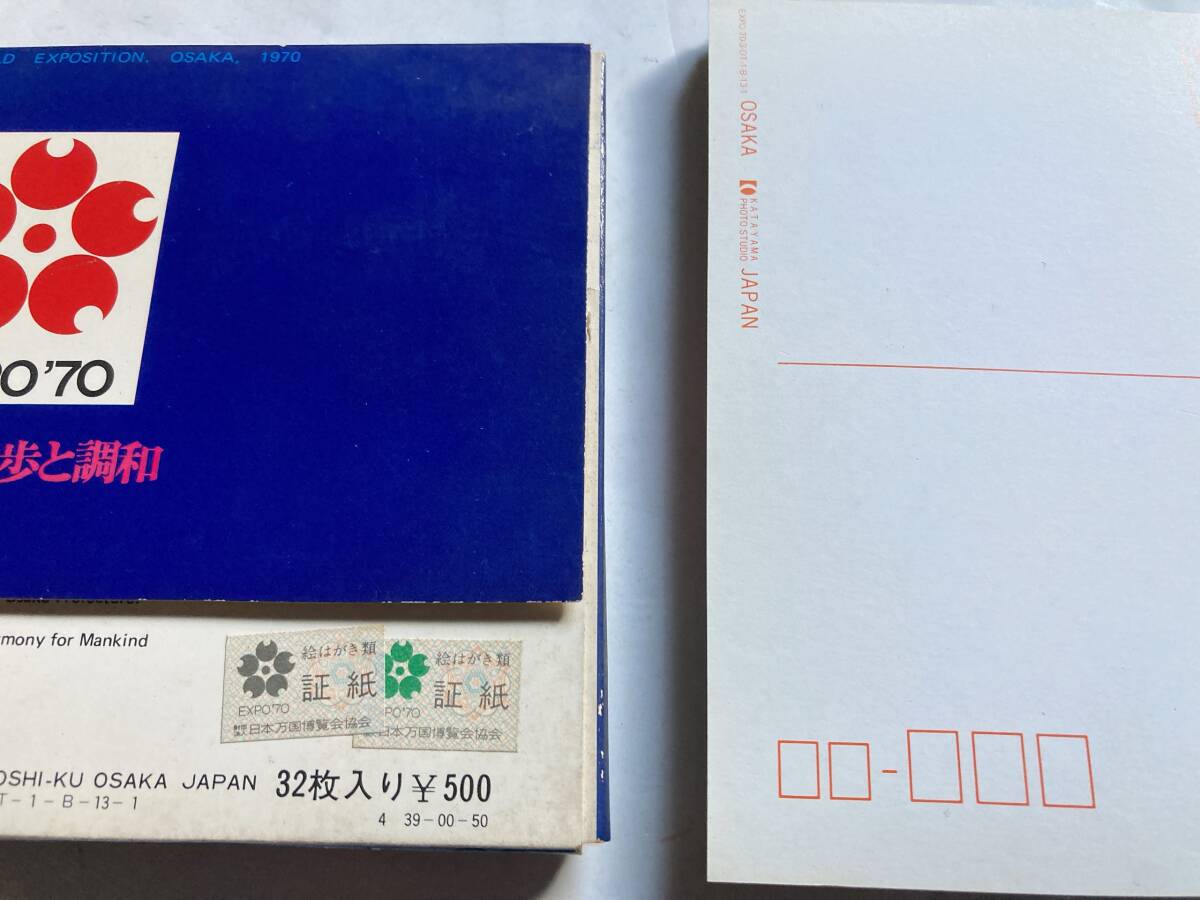 LD EXPOSITION. OSAKA, 1970
PO'70
歩と調和
rmony for Mankind
絵はがき類
証紙
EXPO'70
日本万国博覧会協会
絵はがき類
証紙
PO'70
日本万国博覧会協会
OSHI-KU OSAKA JAPAN 32枚入り ¥500
T-1-B-13-1
4 39-00-50
OSAKA
KATAYAMA
PHOTO STUDIO
JAPAN